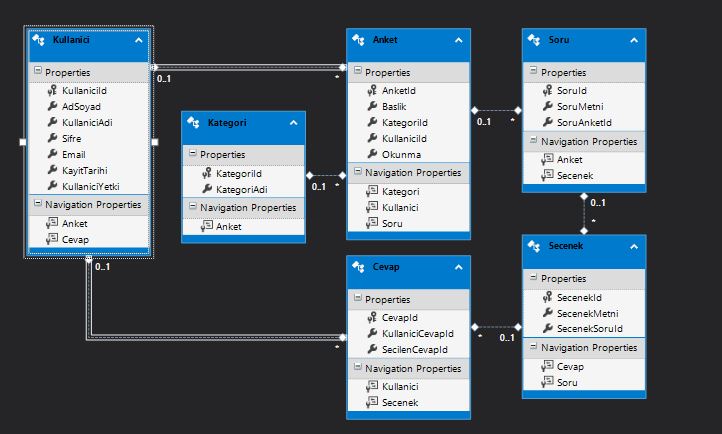 Kullanici
Properties
KullaniciId
AdSoyad
KullaniciAdi
Sifre
Email
KayitTarihi
KullaniciYetki
Navigation Properties
Anket
Cevap
0..1
*
0..1
*
Kategori
Properties
KategoriId
KategoriAdi
Navigation Properties
Anket
0..1
*
Anket
Properties
AnketId
Baslik
KategoriId
KullaniciId
Okunma
Navigation Properties
Kategori
Kullanici
Soru
0..1
*
Soru
Properties
SoruId
SoruMetni
SoruAnketId
Navigation Properties
Anket
Secenek
0..1
*
Cevap
Properties
CevapId
KullaniciCevapId
SecilenCevapId
Navigation Properties
Kullanici
Secenek
*
0..1
Secenek
Properties
SecenekId
SecenekMetni
SecenekSoruId
Navigation Properties
Cevap
Soru